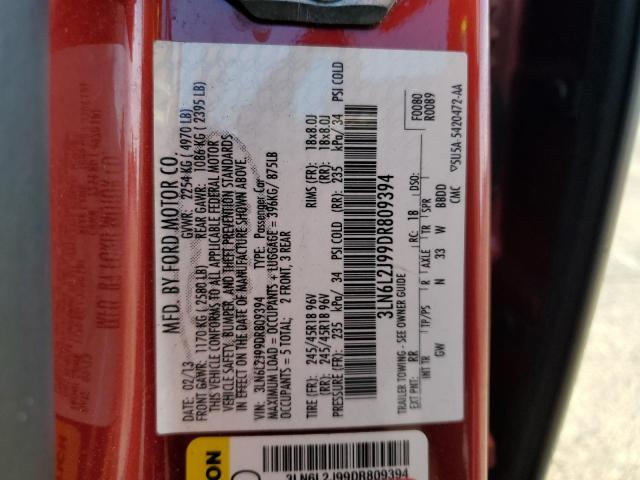 MFD. BY FORD MOTOR CO.
DATE: 02/13 GVWR: 2254 KG ( 4970 LB)
FRONT GAWR: 1170 KG ( 2580 LB) REAR GAWR: 1086 KG ( 2395 LB)
THIS VEHICLE CONFORMS TO ALL APPLICABLE FEDERAL MOTOR
VEHICLE SAFETY, BUMPER, AND THEFT PREVENTION STANDARDS
IN EFFECT ON THE DATE OF MANUFACTURE SHOWN ABOVE.
VIN: 3LN6L2J99DR809394 TYPE: Passenger Car
MAXIMUM LOAD = OCCUPANTS + LUGGAGE = 396KG/ 875LB
OCCUPANTS = 5 TOTAL; 2 FRONT, 3 REAR
TIRE (FR): 245/45R18 96V RIMS (FR): 18x8.0J
(RR): 245/45R18 96V (RR): 18x8.0J
(FR): 235 kPa/ 34 PSI COLD (RR): 235 kPa/ 34 PSI COLD
3LN6L2J99DR809394
TRAILER TOWING - SEE OWNER GUIDE F0080
EXT PNT: RR RC: 18 DSO: R0089
INT TR TP/PS R AXLE TR SPR
GW N 33 W BBDD
CMC ▽5U5A-5420472-AA
3LN6L2J99DR809394